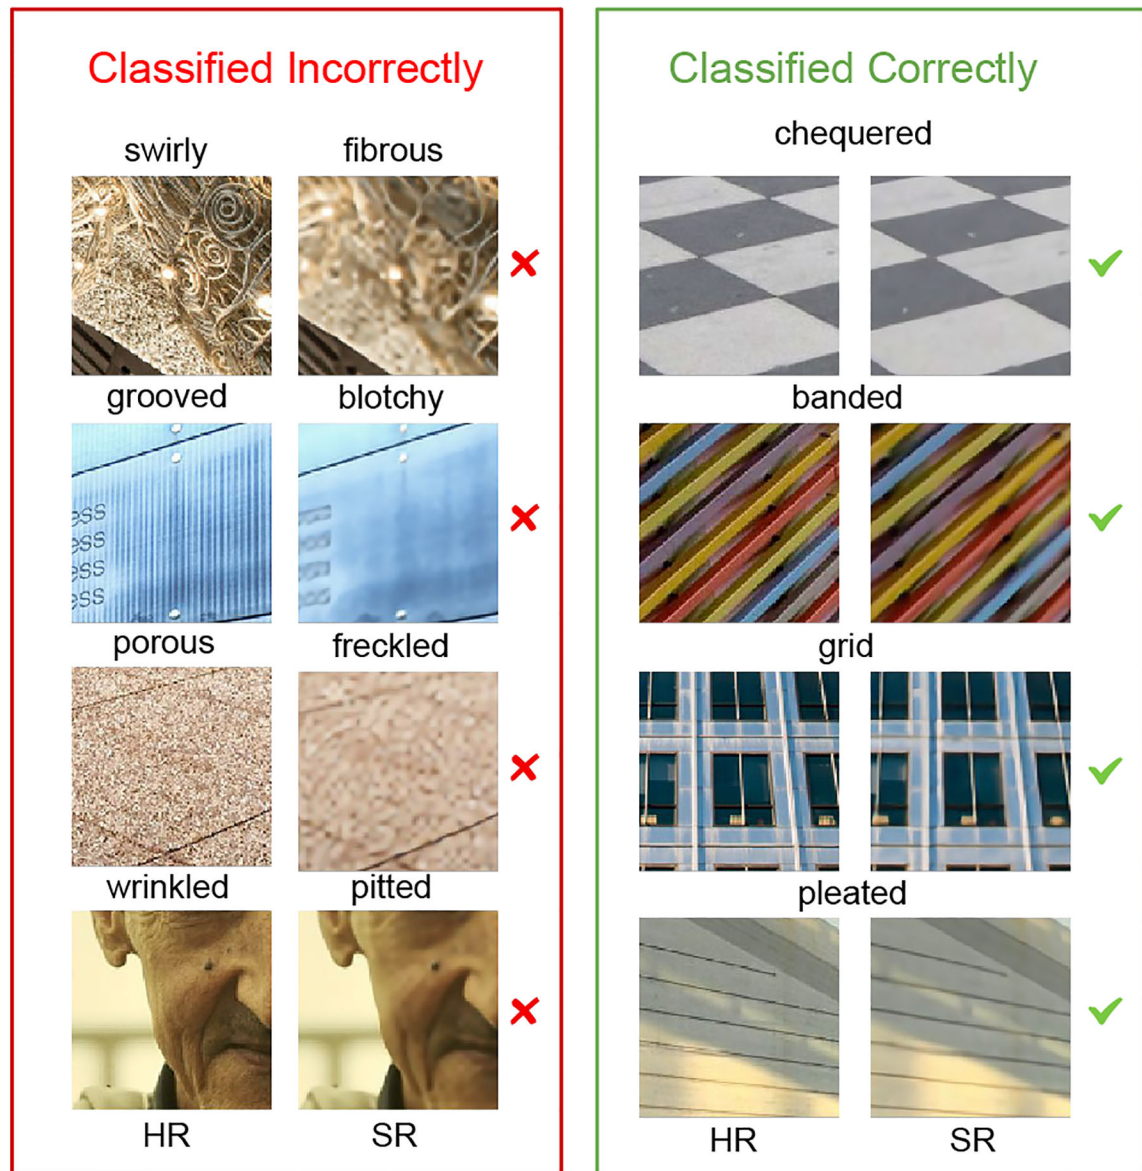 Classified Incorrectly
swirly fibrous
grooved blotchy
ess
ess
ess
ess
porous freckled
wrinkled pitted
HR SR
Classified Correctly
chequered
banded
grid
pleated
HR SR